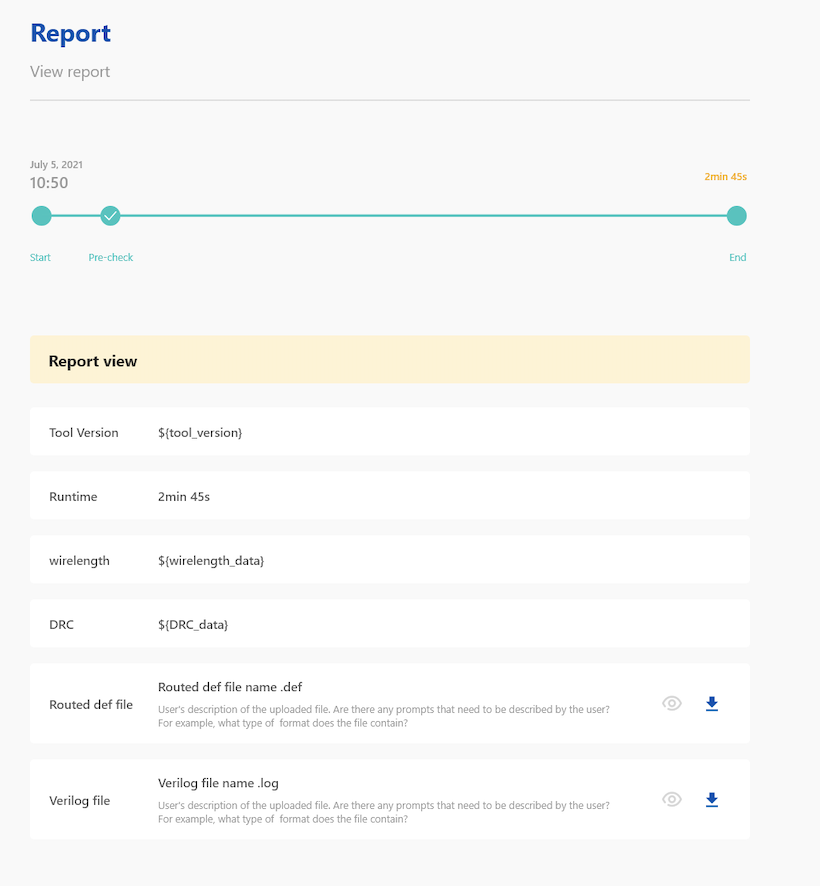 Report
View report
July 5, 2021
10:50
2min 45s
Start
Pre-check
End
Report view
Tool Version
${tool_version}
Runtime
2min 45s
wirelength
${wirelength_data}
DRC
${DRC_data}
Routed def file
Routed def file name .def
User's description of the uploaded file. Are there any prompts that need to be described by the user?
For example, what type of  format does the file contain?
Verilog file
Verilog file name .log
User's description of the uploaded file. Are there any prompts that need to be described by the user?
For example, what type of  format does the file contain?